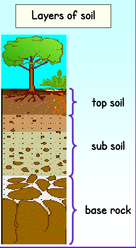 Layers of soil
top soil
sub soil
base rock